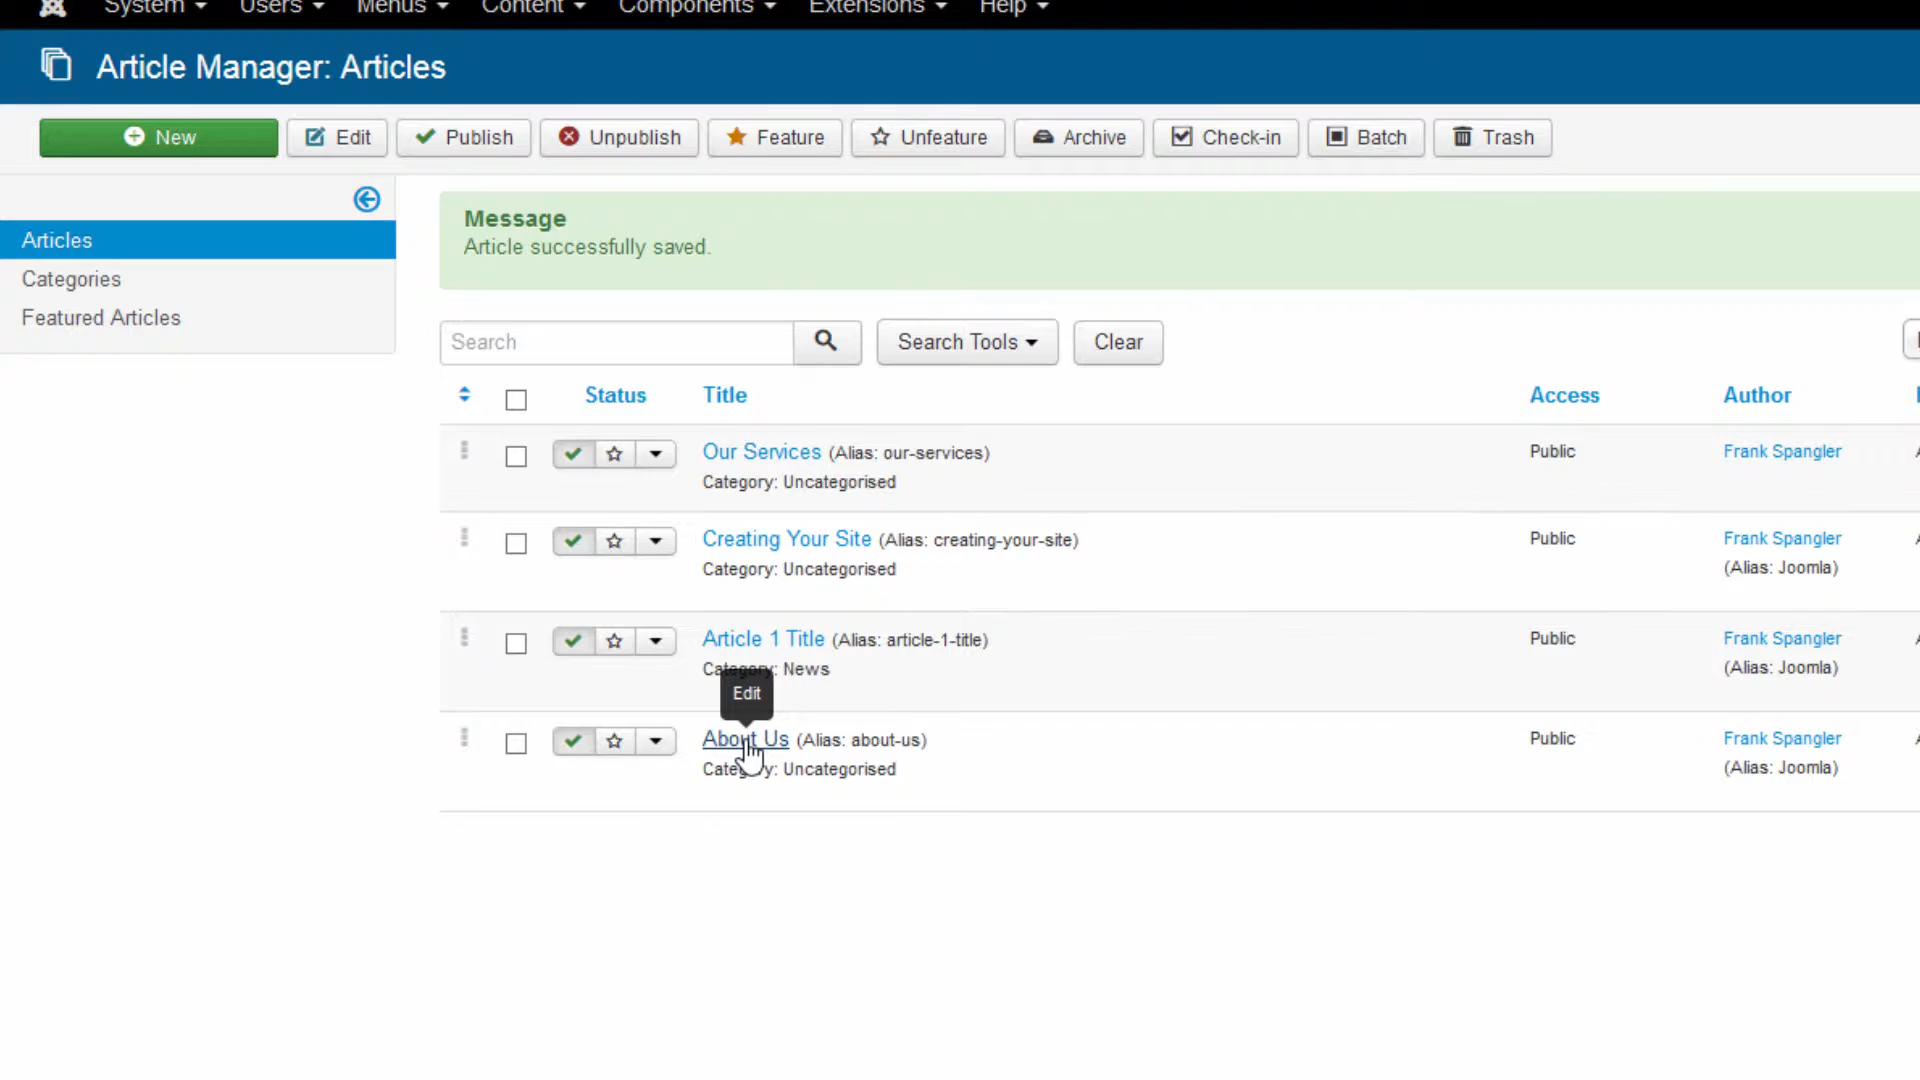 System Users Menus Content Components Extensions Help
Article Manager: Articles
New Edit Publish Unpublish Feature Unfeature Archive Check-in Batch Trash
Articles
Categories
Featured Articles
Message
Article successfully saved.
Search Search Tools Clear
Status Title Access Author
Our Services (Alias: our-services) Public Frank Spangler
Category: Uncategorised
Creating Your Site (Alias: creating-your-site) Public Frank Spangler
Category: Uncategorised (Alias: Joomla)
Article 1 Title (Alias: article-1-title) Public Frank Spangler
Category: News (Alias: Joomla)
Edit
About Us (Alias: about-us) Public Frank Spangler
Category: Uncategorised (Alias: Joomla)